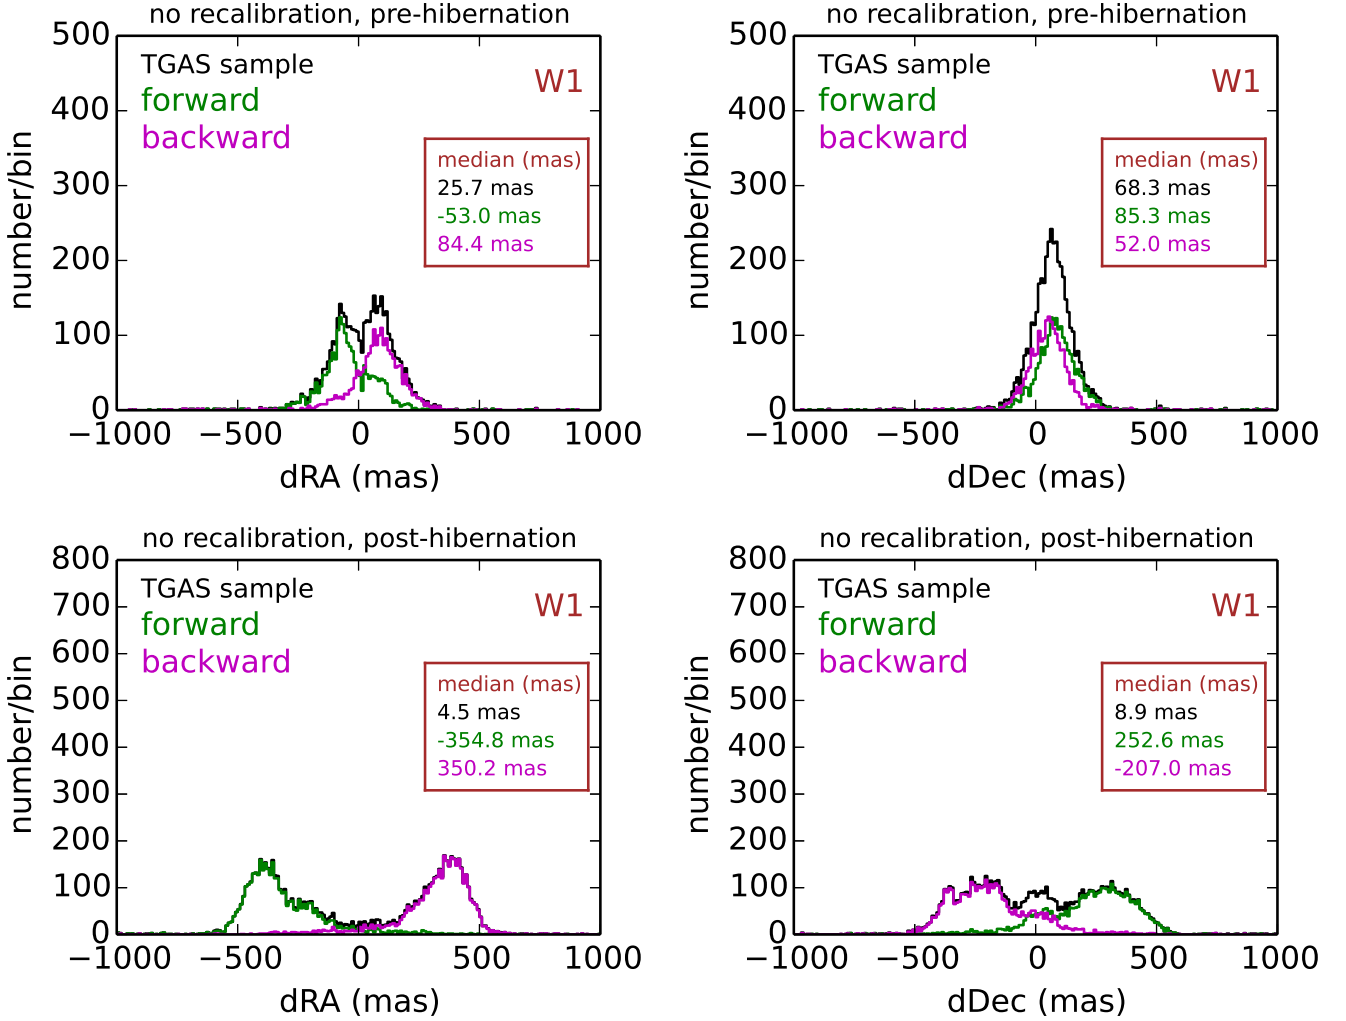 no recalibration, pre-hibernation
500
400
300
200
100
0
number/bin
TGAS sample
forward
backward
W1
median (mas)
25.7 mas
-53.0 mas
84.4 mas
−1000 −500 0 500 1000
dRA (mas)
no recalibration, pre-hibernation
500
400
300
200
100
0
number/bin
TGAS sample
forward
backward
W1
median (mas)
68.3 mas
85.3 mas
52.0 mas
−1000 −500 0 500 1000
dDec (mas)
no recalibration, post-hibernation
800
700
600
500
400
300
200
100
0
number/bin
TGAS sample
forward
backward
W1
median (mas)
4.5 mas
-354.8 mas
350.2 mas
−1000 −500 0 500 1000
dRA (mas)
no recalibration, post-hibernation
800
700
600
500
400
300
200
100
0
number/bin
TGAS sample
forward
backward
W1
median (mas)
8.9 mas
252.6 mas
-207.0 mas
−1000 −500 0 500 1000
dDec (mas)